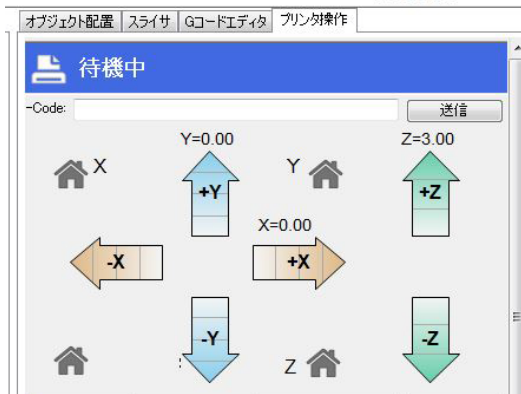 オブジェクト配置 スライサ Gコードエディタ プリンタ操作
待機中
-Code: 送信
Y=0.00 Z=3.00
X +Y Y +Z
X=0.00
-X +X
-Y -Z
Z